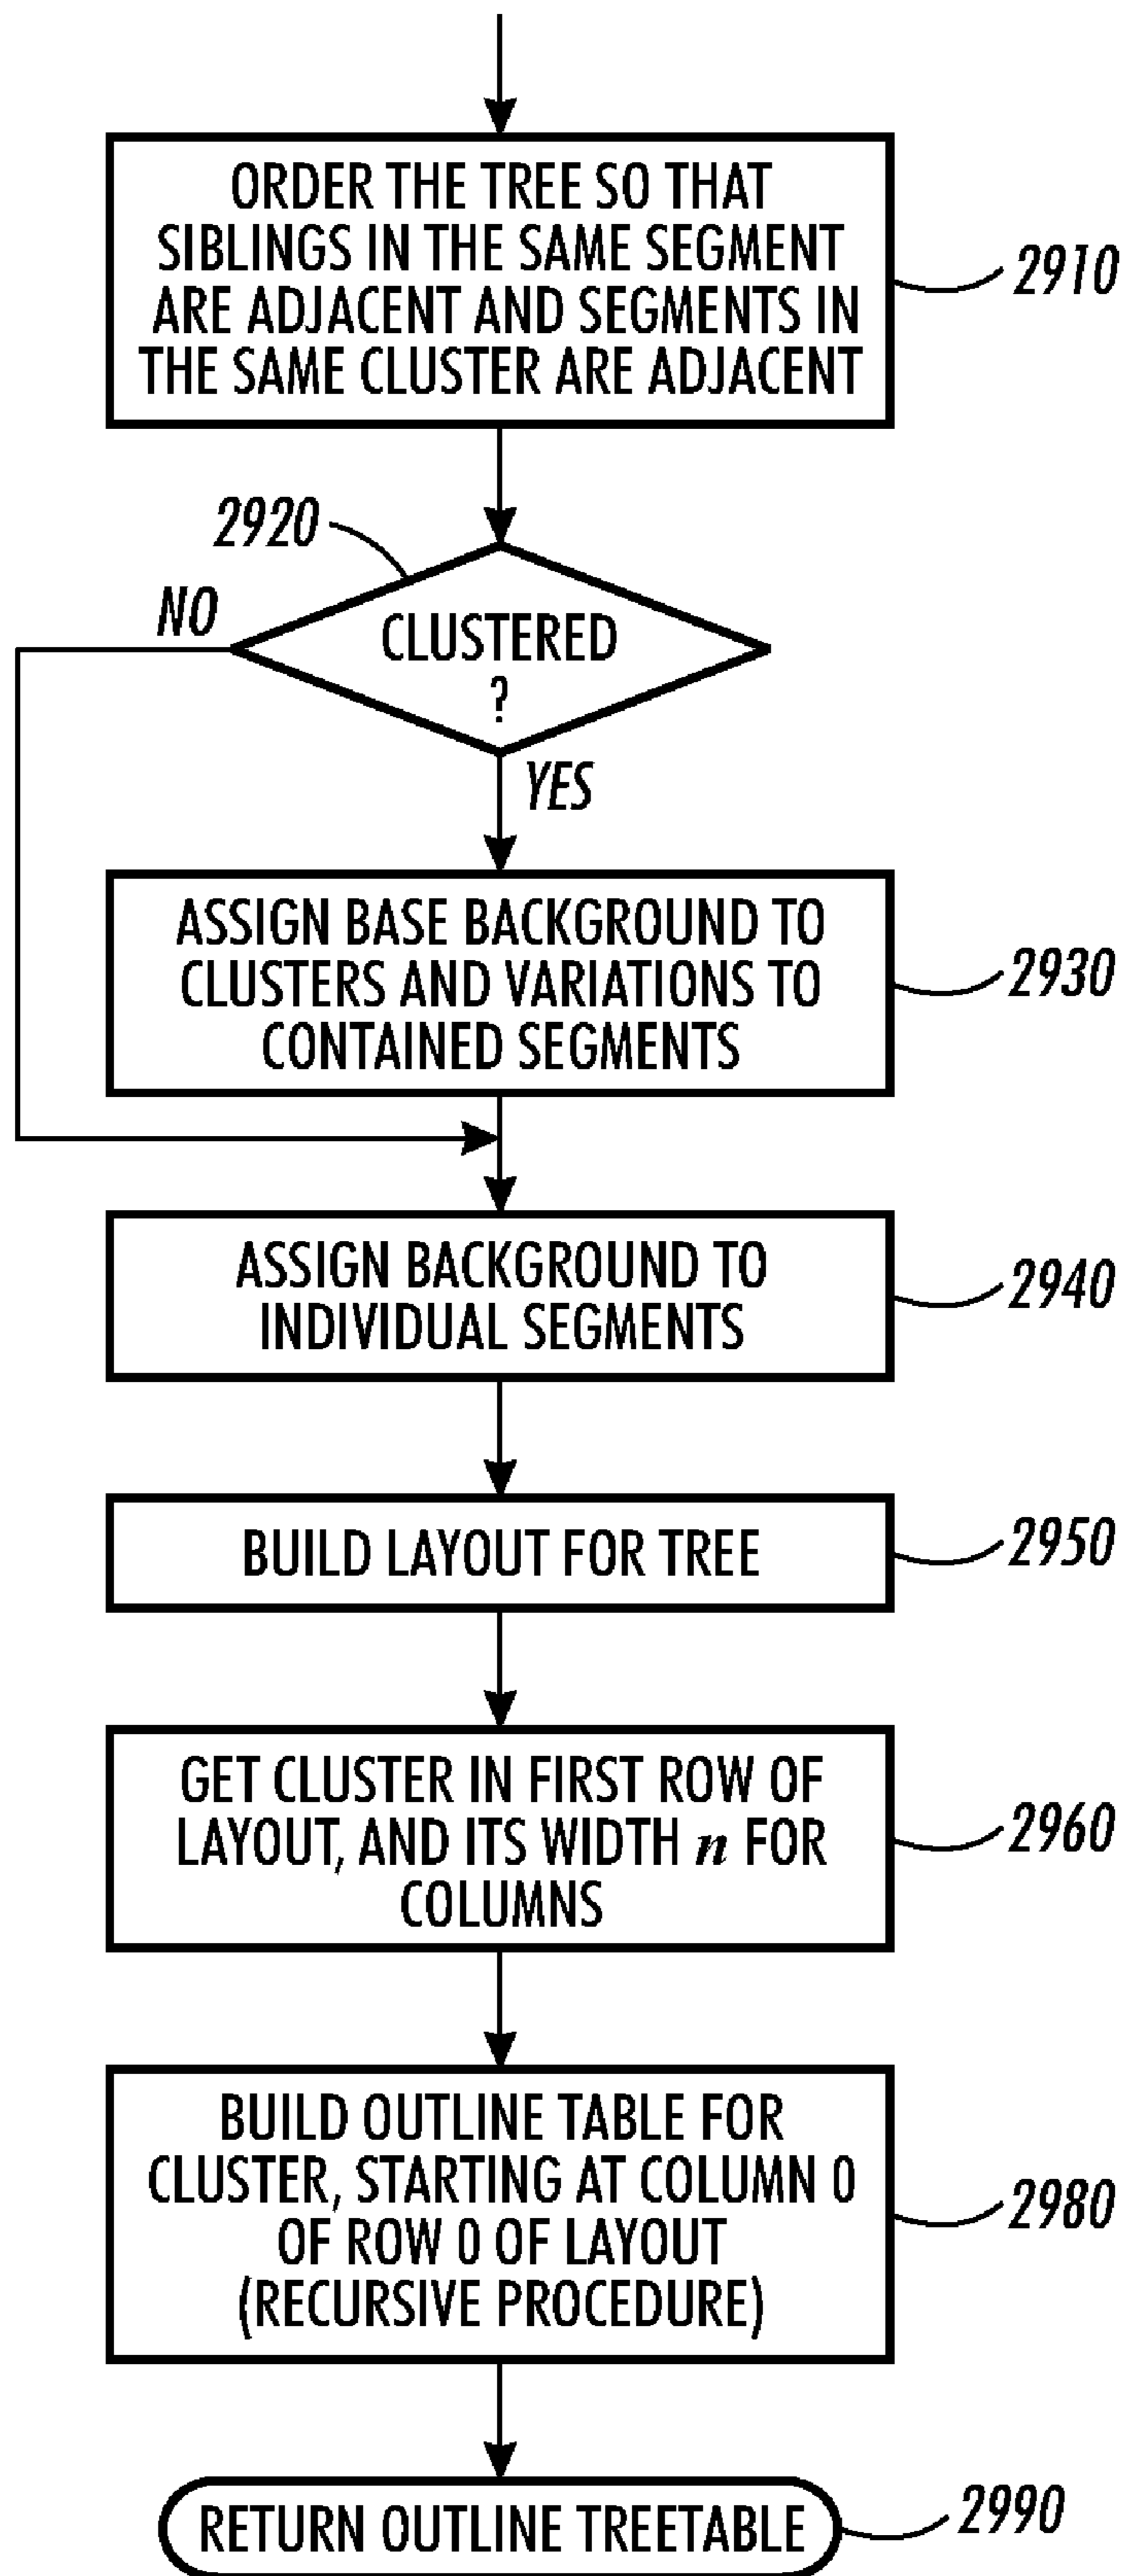 ORDER THE TREE SO THAT
SIBLINGS IN THE SAME SEGMENT
ARE ADJACENT AND SEGMENTS IN
THE SAME CLUSTER ARE ADJACENT
2910
2920
NO
CLUSTERED
?
YES
ASSIGN BASE BACKGROUND TO
CLUSTERS AND VARIATIONS TO
CONTAINED SEGMENTS
2930
ASSIGN BACKGROUND TO
INDIVIDUAL SEGMENTS
2940
BUILD LAYOUT FOR TREE
2950
GET CLUSTER IN FIRST ROW OF
LAYOUT, AND ITS WIDTH n FOR
COLUMNS
2960
BUILD OUTLINE TABLE FOR
CLUSTER, STARTING AT COLUMN 0
OF ROW 0 OF LAYOUT
(RECURSIVE PROCEDURE)
2980
RETURN OUTLINE TREETABLE
2990